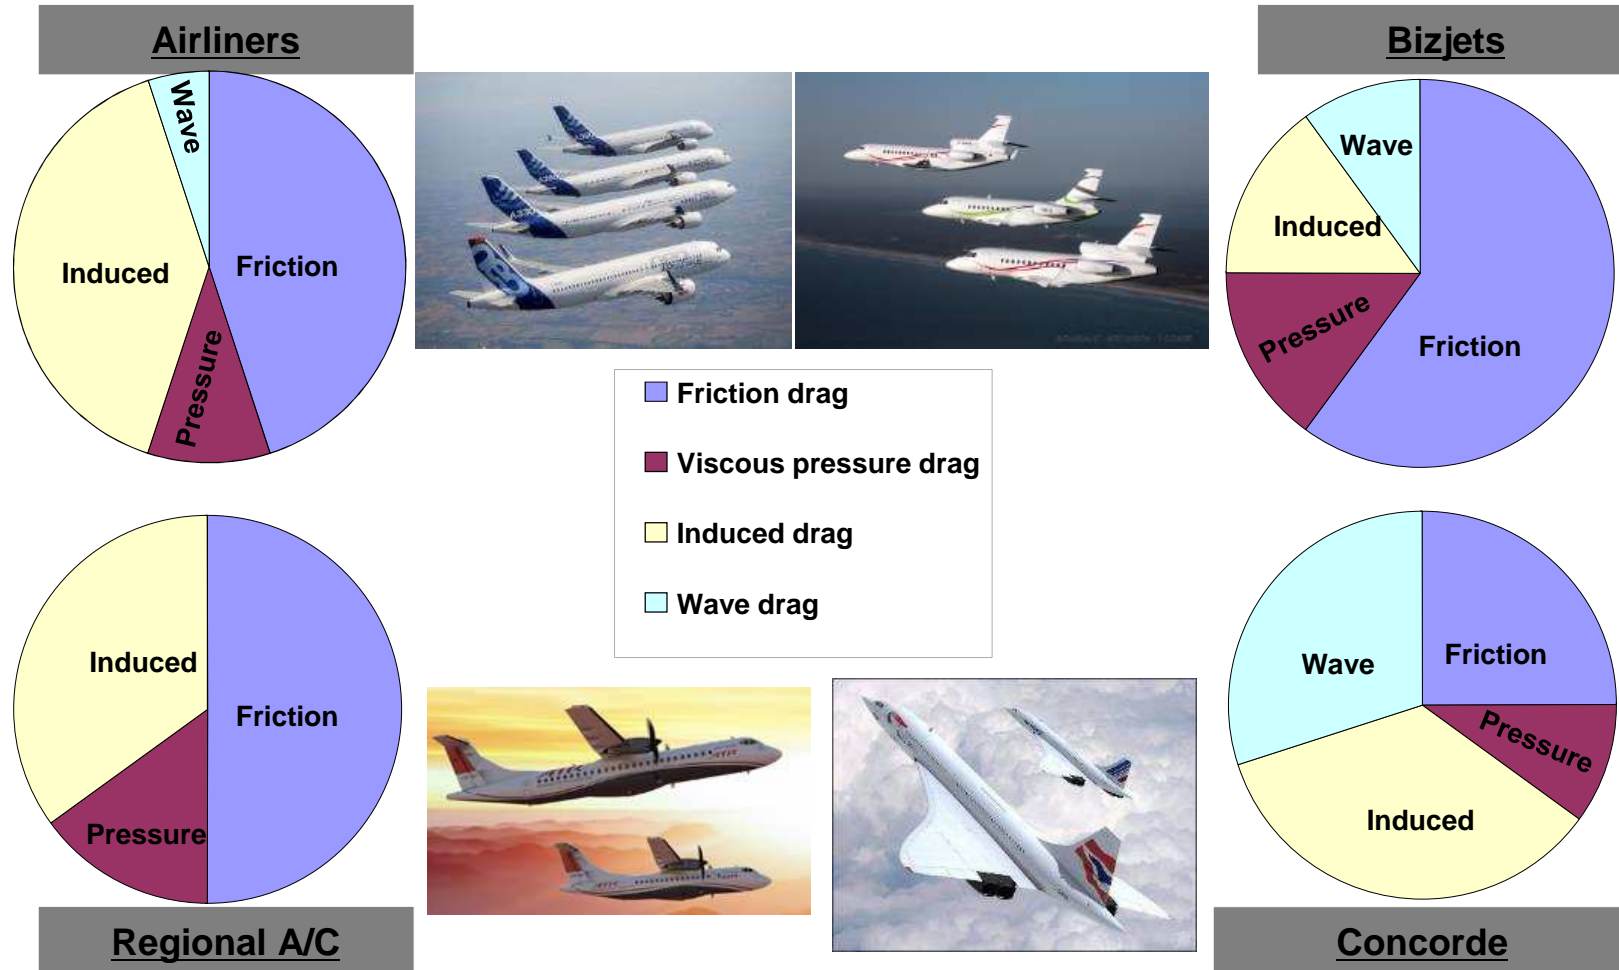 Airliners
Bizjets
Wave
Induced
Friction
Pressure
Wave
Induced
Pressure
Friction
Friction drag
Viscous pressure drag
Induced drag
Wave drag
Induced
Friction
Pressure
Wave
Friction
Pressure
Induced
Regional A/C
Concorde